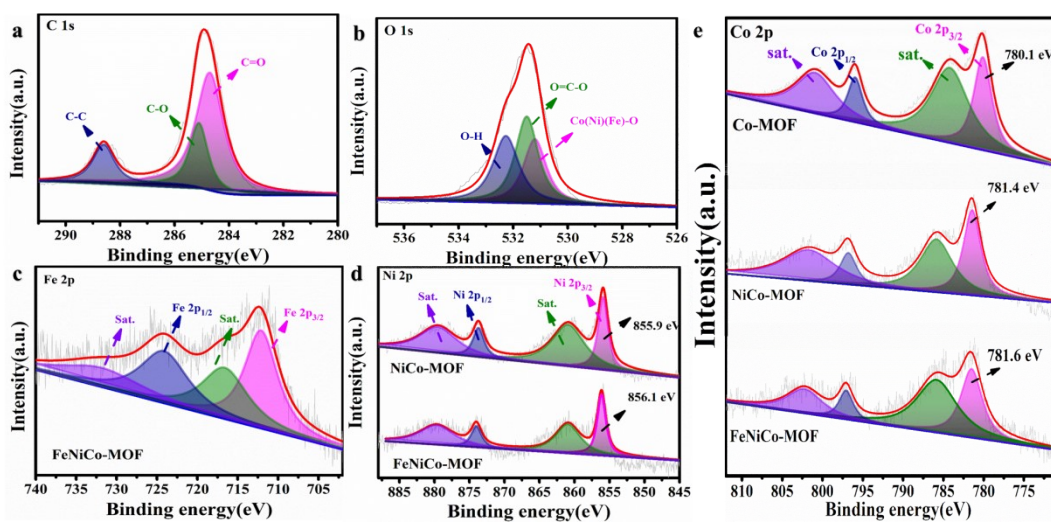 a
C 1s
C=O
C-O
C-C
Intensity(a.u.)
290 288 286 284 282 280
Binding energy(eV)
b
O 1s
O=C-O
O-H
Co(Ni)(Fe)-O
Intensity(a.u.)
536 534 532 530 528 526
Binding energy(eV)
c
Fe 2p
Sat.
Fe 2p1/2
Sat.
Fe 2p3/2
Intensity(a.u.)
FeNiCo-MOF
740 735 730 725 720 715 710 705
Binding energy(eV)
d
Ni 2p
Sat.
Ni 2p1/2
Sat.
Ni 2p3/2
855.9 eV
NiCo-MOF
856.1 eV
FeNiCo-MOF
Intensity(a.u.)
885 880 875 870 865 860 855 850 845
Binding energy(eV)
e
Co 2p
sat.
Co 2p1/2
sat.
Co 2p3/2
780.1 eV
Co-MOF
781.4 eV
NiCo-MOF
781.6 eV
FeNiCo-MOF
Intensity(a.u.)
810 800 790 780 770
Binding energy(eV)